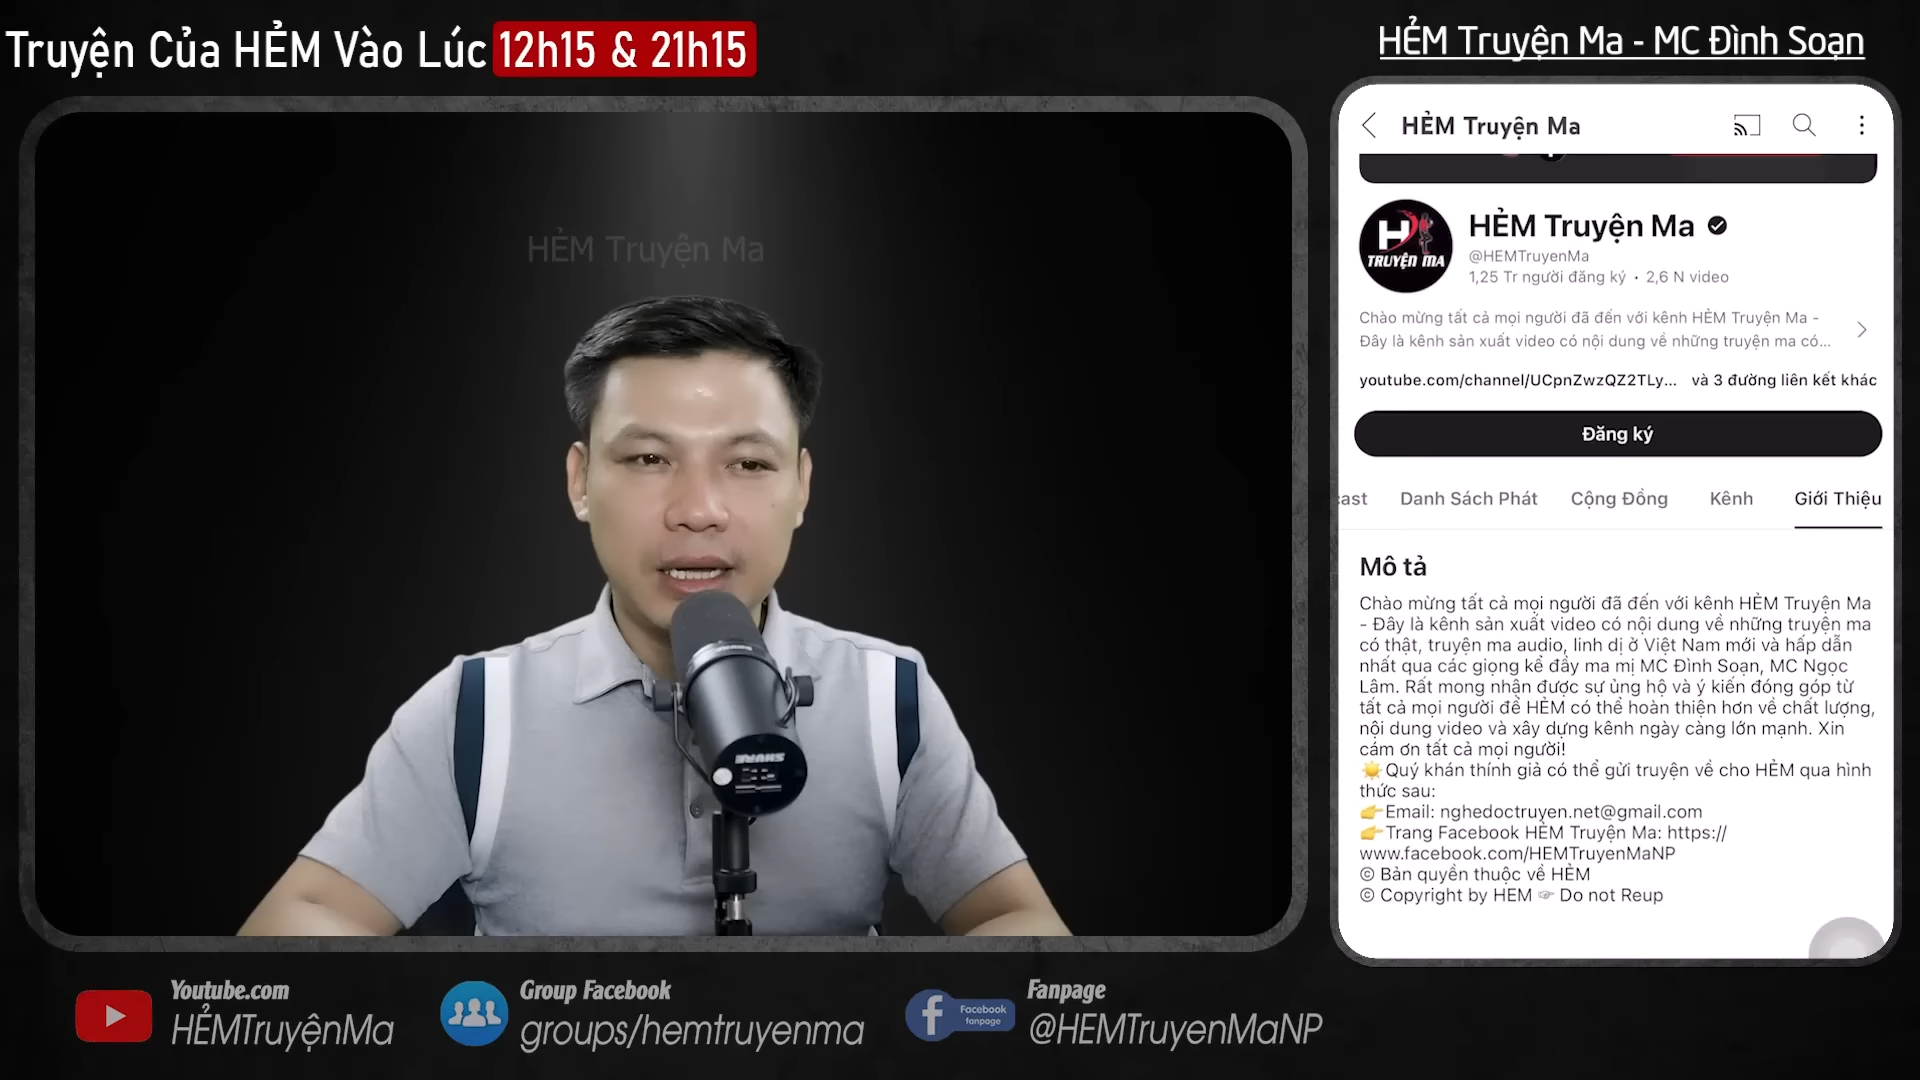 Truyện Của HẺM Vào Lúc 12h15 & 21h15
HẺM Truyện Ma
HẺM Truyện Ma - MC Đình Soạn
HẺM Truyện Ma
H
TRUYỆN MA
HẺM Truyện Ma
@HEMTruyenMa
1,25 Tr người đăng ký • 2,6 N video
Chào mừng tất cả mọi người đã đến với kênh HẺM Truyện Ma -
Đây là kênh sản xuất video có nội dung về những truyện ma có...
youtube.com/channel/UCpnZwzQZ2TLy... và 3 đường liên kết khác
Đăng ký
cast Danh Sách Phát Cộng Đồng Kênh Giới Thiệu
Mô tả
Chào mừng tất cả mọi người đã đến với kênh HẺM Truyện Ma
- Đây là kênh sản xuất video có nội dung về những truyện ma
có thật, truyện ma audio, linh dị ở Việt Nam mới và hấp dẫn
nhất qua các giọng kể đầy ma mị MC Đình Soạn, MC Ngọc
Lâm. Rất mong nhận được sự ủng hộ và ý kiến đóng góp từ
tất cả mọi người để HẺM có thể hoàn thiện hơn về chất lượng,
nội dung video và xây dựng kênh ngày càng lớn mạnh. Xin
cám ơn tất cả mọi người!
☀️Quý khán thính giả có thể gửi truyện về cho HẺM qua hình
thức sau:
👉Email: nghedoctruyen.net@gmail.com
👉Trang Facebook HẺM Truyện Ma: https://
www.facebook.com/HEMTruyenMaNP
© Bản quyền thuộc về HẺM
© Copyright by HEM ☞ Do not Reup
SHURE
Youtube.com
HẺMTruyệnMa
Group Facebook
groups/hemtruyenma
Facebook
fanpage
Fanpage
@HEMTruyenMaNP